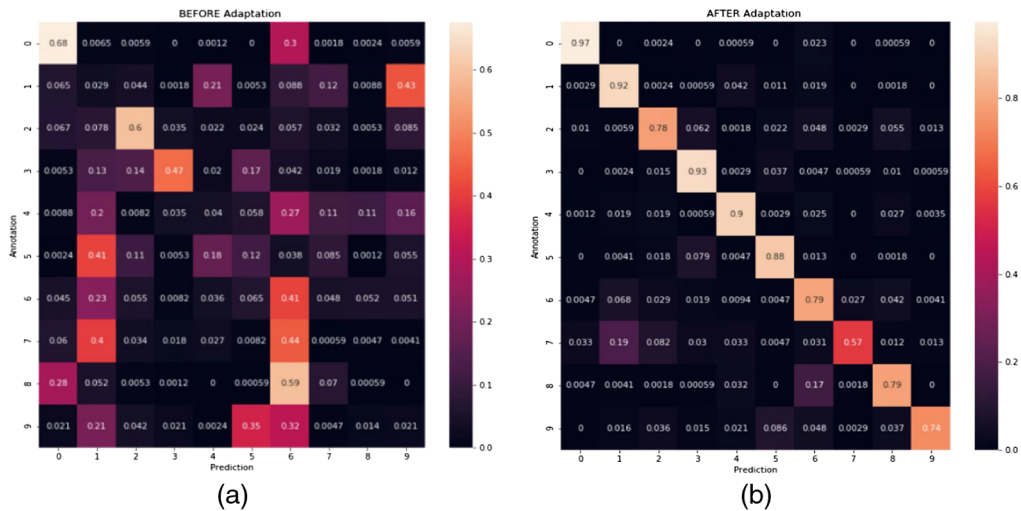 BEFORE Adaptation
0 0.68 0.0065 0.0059 0 0.0012 0 0.3 0.0018 0.0024 0.0059
1 0.065 0.029 0.044 0.0018 0.21 0.0053 0.088 0.12 0.0088 0.43
2 0.067 0.078 0.6 0.035 0.022 0.024 0.057 0.032 0.0053 0.085
3 0.0053 0.13 0.14 0.47 0.02 0.17 0.042 0.019 0.0018 0.012
4 0.0088 0.2 0.0082 0.035 0.04 0.058 0.27 0.11 0.11 0.16
5 0.0024 0.41 0.11 0.0053 0.18 0.12 0.038 0.085 0.0012 0.055
6 0.045 0.23 0.055 0.0082 0.036 0.065 0.41 0.048 0.052 0.051
7 0.06 0.4 0.034 0.018 0.027 0.0082 0.44 0.00059 0.0047 0.0041
8 0.28 0.052 0.0053 0.0012 0 0.00059 0.59 0.07 0.00059 0
9 0.021 0.21 0.042 0.021 0.0024 0.35 0.32 0.0047 0.014 0.021
0 1 2 3 4 5 6 7 8 9
Prediction
Annotation
0.6
0.5
0.4
0.3
0.2
0.1
0.0
(a)
AFTER Adaptation
0 0.97 0 0.0024 0 0.00059 0 0.023 0 0.00059 0
1 0.0029 0.92 0.0024 0.00059 0.042 0.011 0.019 0 0.0018 0
2 0.01 0.0059 0.78 0.062 0.0018 0.022 0.048 0.0029 0.055 0.013
3 0 0.0024 0.015 0.93 0.0029 0.037 0.0047 0.00059 0.01 0.00059
4 0.0012 0.019 0.019 0.00059 0.9 0.0029 0.025 0 0.027 0.0035
5 0 0.0041 0.018 0.079 0.0047 0.88 0.013 0 0.0018 0
6 0.0047 0.068 0.029 0.019 0.0094 0.0047 0.79 0.027 0.042 0.0041
7 0.033 0.19 0.082 0.03 0.033 0.0047 0.031 0.57 0.012 0.013
8 0.0047 0.0041 0.0018 0.00059 0.032 0 0.17 0.0018 0.79 0
9 0 0.016 0.036 0.015 0.021 0.086 0.048 0.0029 0.037 0.74
0 1 2 3 4 5 6 7 8 9
Prediction
Annotation
0.8
0.6
0.4
0.2
0.0
(b)